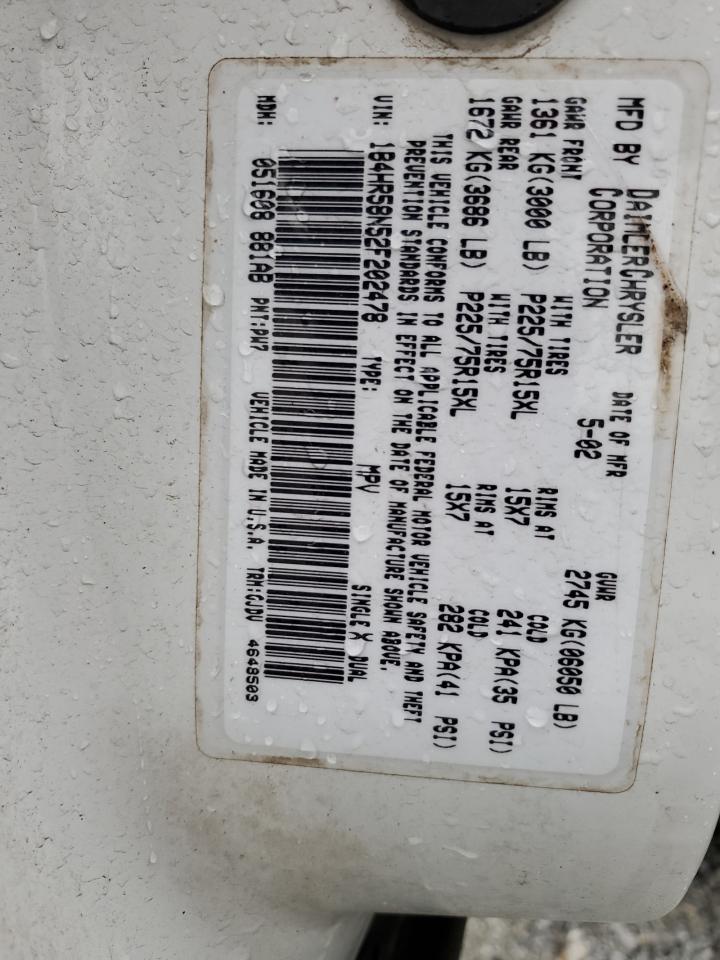 MFD BY DAIMLERCHRYSLER CORPORATION
DATE OF MFR 5-02
GVWR 2745 KG(06050 LB)
GAWR FRONT WITH TIRES RIMS AT COLD
1361 KG(3000 LB) P225/75R15XL 15X7 241 KPA(35 PSI)
GAWR REAR WITH TIRES RIMS AT COLD
1672 KG(3686 LB) P225/75R15XL 15X7 282 KPA(41 PSI)
THIS VEHICLE CONFORMS TO ALL APPLICABLE FEDERAL MOTOR VEHICLE SAFETY AND THEFT
PREVENTION STANDARDS IN EFFECT ON THE DATE OF MANUFACTURE SHOWN ABOVE.
VIN: 1B4HR58N52F202478 TYPE: MPV SINGLE X DUAL
MDH: 051608 881AB PNT:PW7 VEHICLE MADE IN U.S.A. TRM:GJDV 4648503